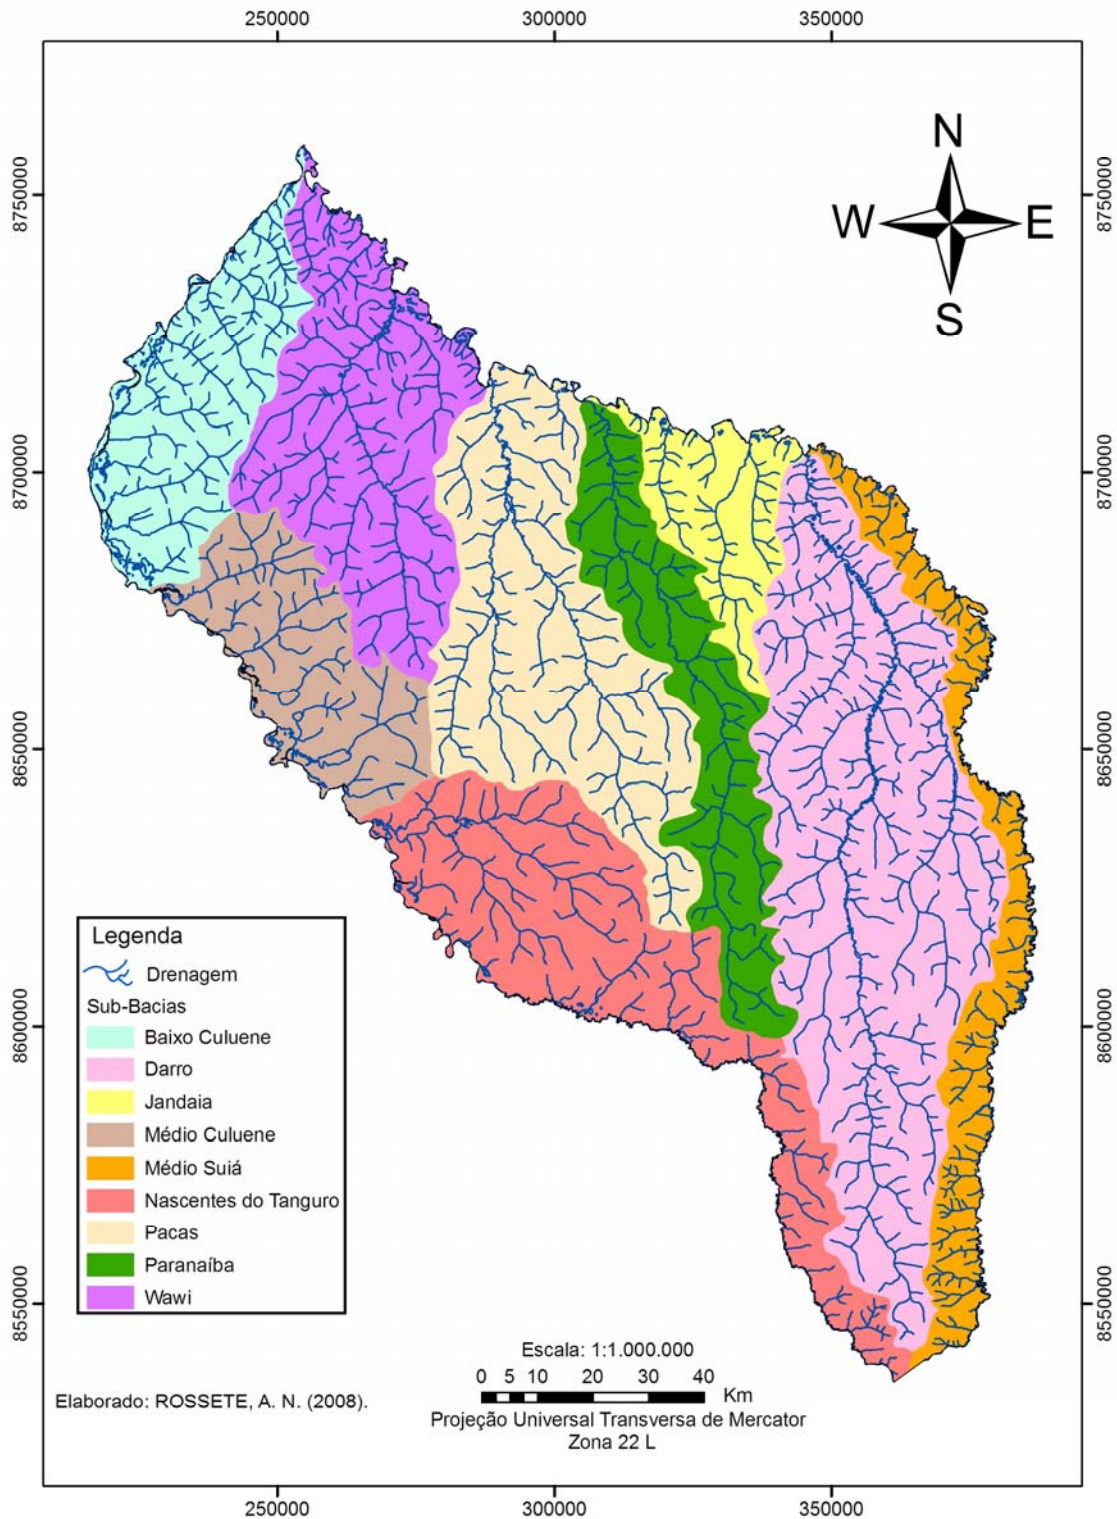 250000 300000 350000
8750000 8750000
N
W E
S
8700000 8700000
8650000 8650000
Legenda
Drenagem
Sub-Bacias
Baixo Culuene
Darro
Jandaia
Médio Culuene
Médio Suiá
Nascentes do Tanguro
Pacas
Paranaíba
Wawi
8600000 8600000
8550000 8550000
Escala: 1:1.000.000
0 5 10 20 30 40
Km
Elaborado: ROSSETE, A. N. (2008).
Projeção Universal Transversa de Mercator
Zona 22 L
250000 300000 350000